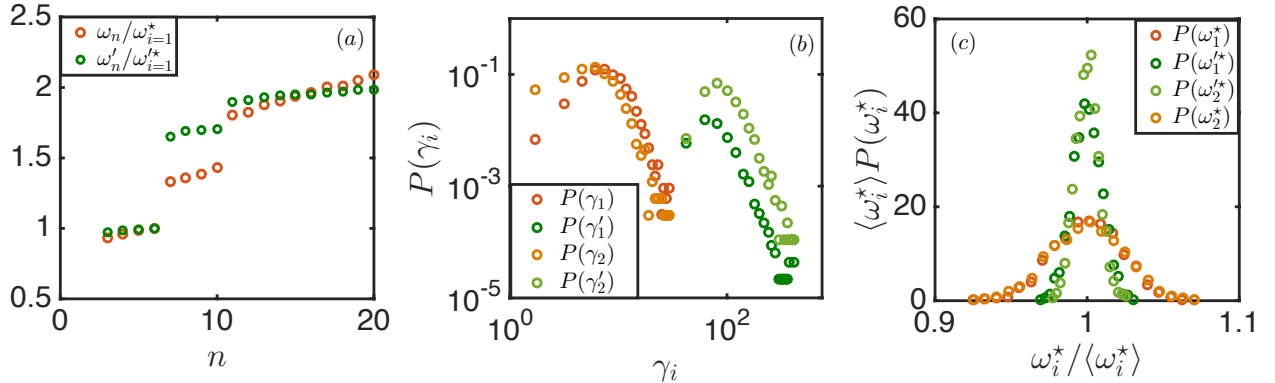 2.5
2
1.5
1
0.5
0
10
20
n
ωₙ/ω*ᵢ₌₁
ω′ₙ/ω′*ᵢ₌₁
(a)
10⁻¹
10⁻³
10⁻⁵
10⁰
10²
γᵢ
P(γᵢ)
P(γ₁)
P(γ′₁)
P(γ₂)
P(γ′₂)
(b)
60
40
20
0
0.9
1
1.1
ω*ᵢ/⟨ω*ᵢ⟩
⟨ω*ᵢ⟩P(ω*ᵢ)
(c)
P(ω*₁)
P(ω′*₁)
P(ω′*₂)
P(ω*₂)